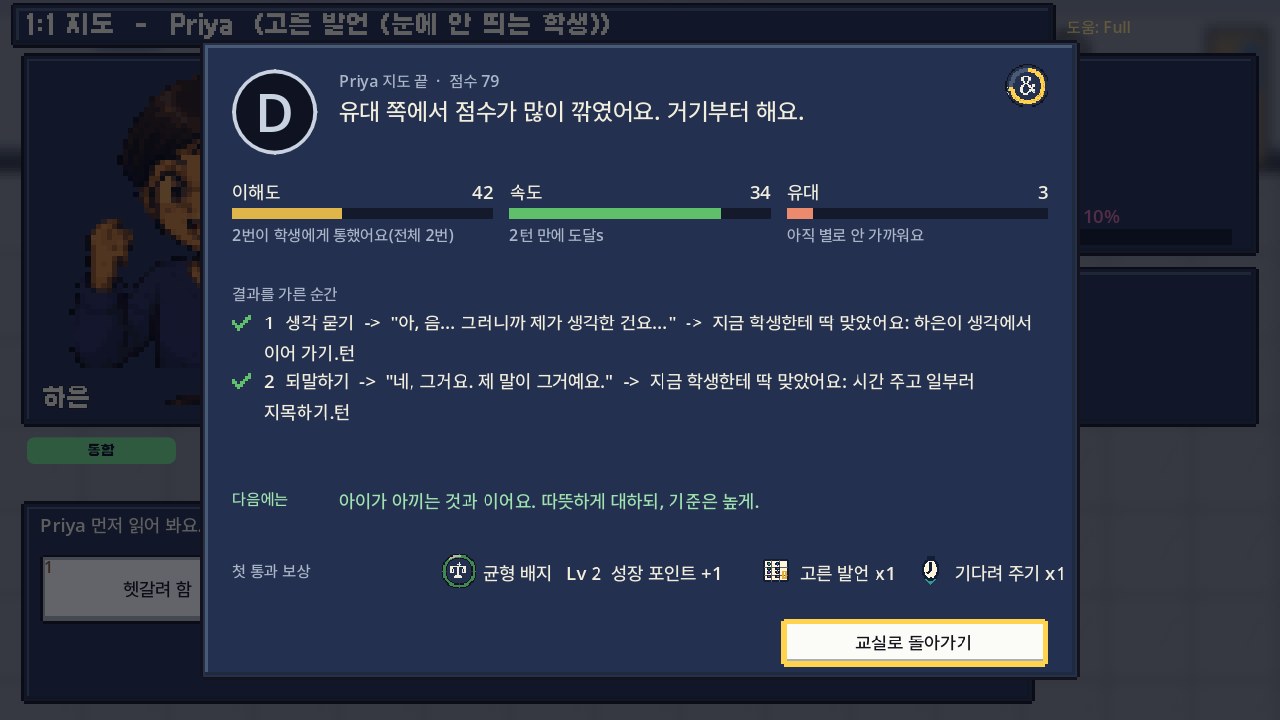 1:1 지도 - Priya (고른 발언 (눈에 안 띄는 학생))
도움: Full
D
Priya 지도 끝 · 점수 79
유대 쪽에서 점수가 많이 깎였어요. 거기부터 해요.
&
이해도 42
속도 34
유대 3
2번이 학생에게 통했어요(전체 2번)
2턴 만에 도달s
아직 별로 안 가까워요
10%
결과를 가른 순간
1 생각 묻기 -> "아, 음... 그러니까 제가 생각한 건요..." -> 지금 학생한테 딱 맞았어요: 하은이 생각에서
이어 가기.턴
2 되말하기 -> "네, 그거요. 제 말이 그거예요." -> 지금 학생한테 딱 맞았어요: 시간 주고 일부러
지목하기.턴
하은
통함
다음에는 아이가 아끼는 것과 이어요. 따뜻하게 대하되, 기준은 높게.
Priya 먼저 읽어 봐요.
1
헷갈려 함
첫 통과 보상 균형 배지 Lv 2 성장 포인트 +1 고른 발언 x1 기다려 주기 x1
교실로 돌아가기